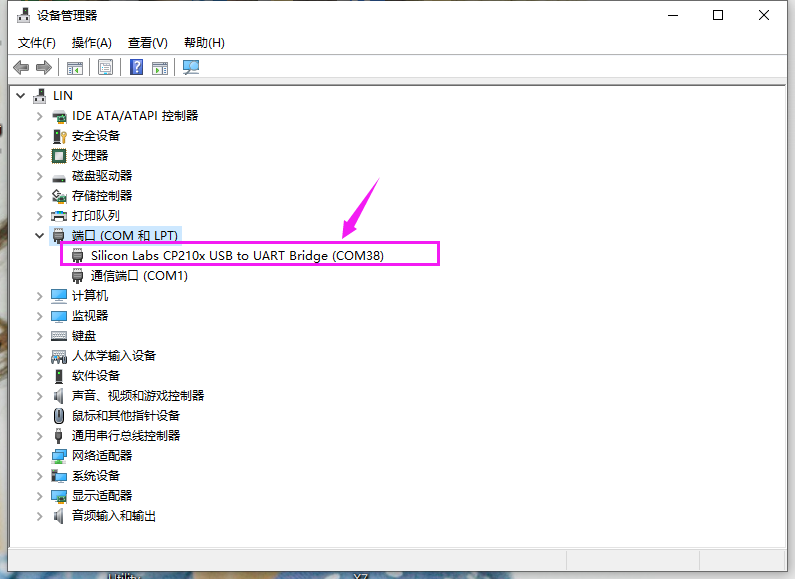 设备管理器
文件(F) 操作(A) 查看(V) 帮助(H)
LIN
IDE ATA/ATAPI 控制器
安全设备
处理器
磁盘驱动器
存储控制器
打印队列
端口 (COM 和 LPT)
Silicon Labs CP210x USB to UART Bridge (COM38)
通信端口 (COM1)
计算机
监视器
键盘
人体学输入设备
软件设备
声音、视频和游戏控制器
鼠标和其他指针设备
通用串行总线控制器
网络适配器
系统设备
显示适配器
音频输入和输出